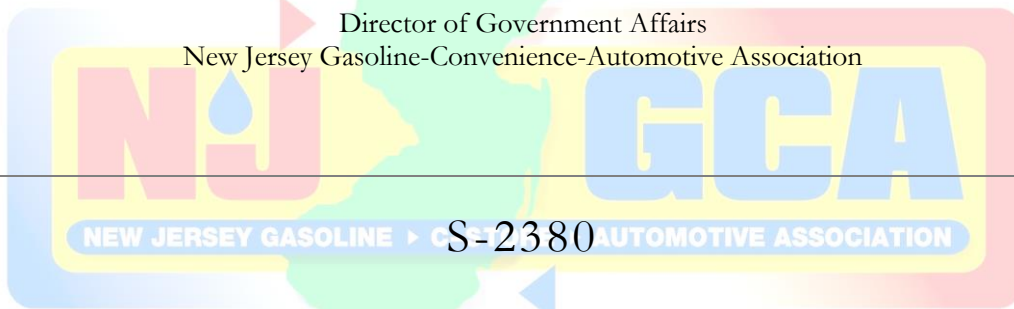 Director of Government Affairs
New Jersey Gasoline-Convenience-Automotive Association
NJ GCA
S-2380
NEW JERSEY GASOLINE AUTOMOTIVE ASSOCIATION